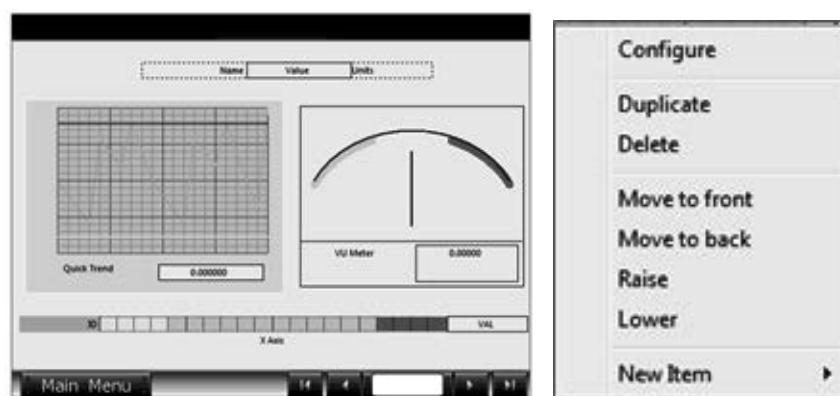 Name Value Units
Quick Trend 0.000000
VU Meter 0.00000
ID VAL
X Axis
Main Menu
Configure
Duplicate
Delete
Move to front
Move to back
Raise
Lower
New Item